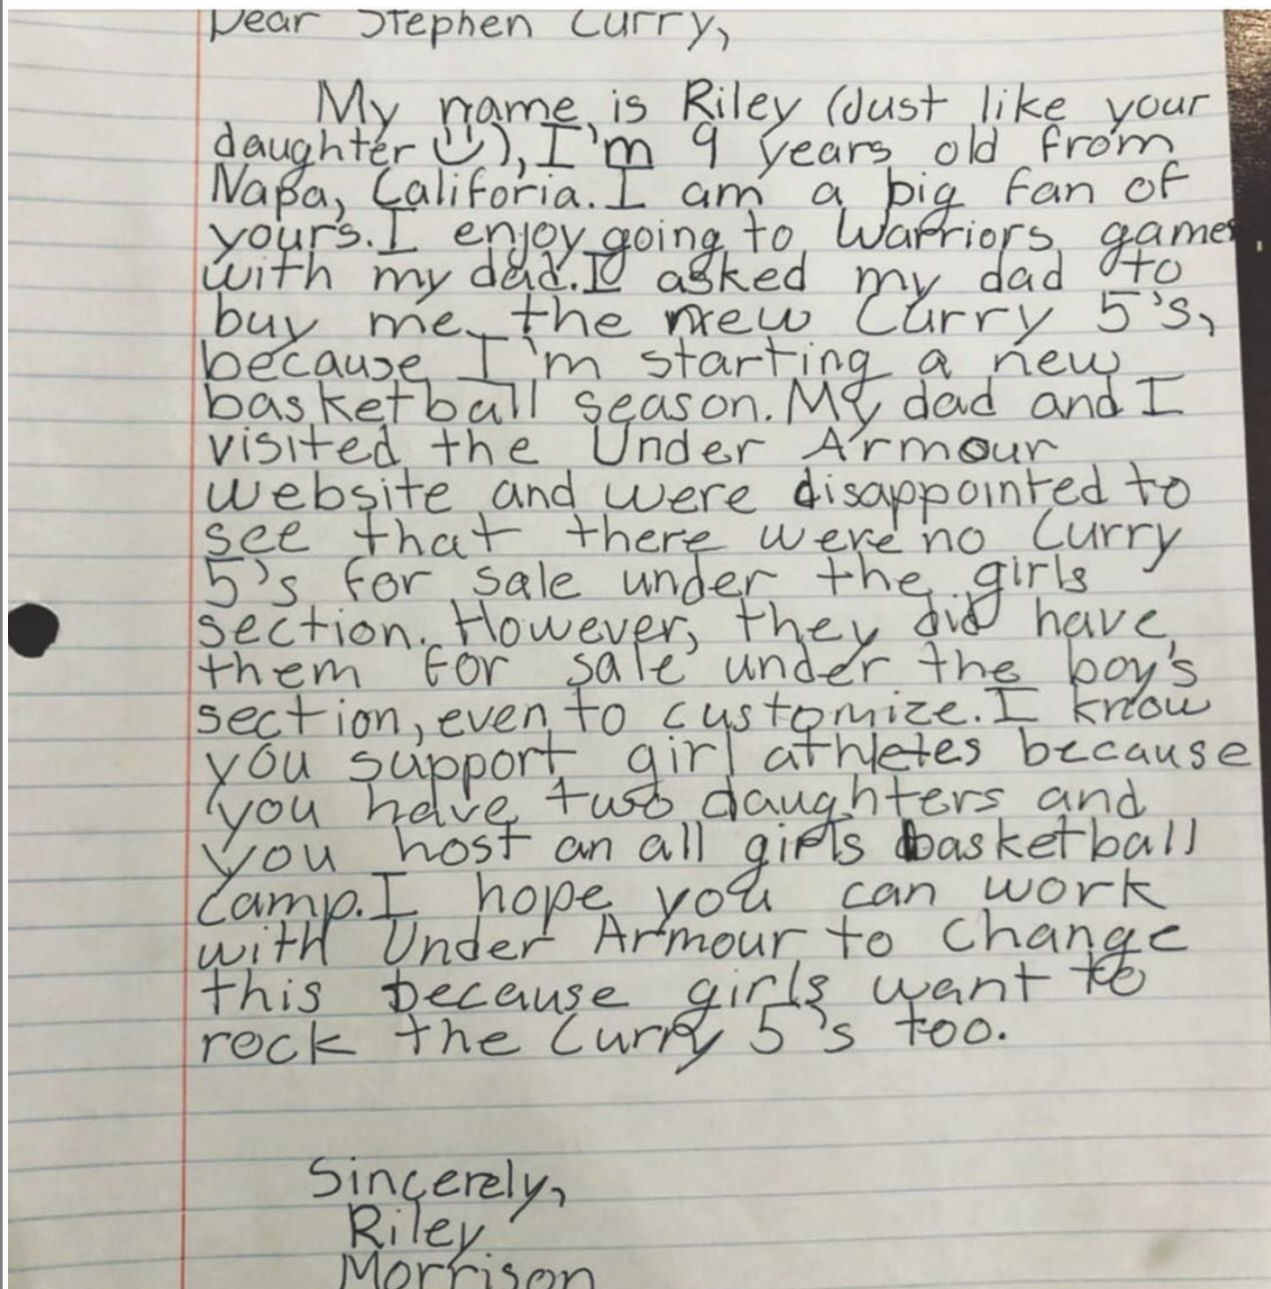 Dear Stephen Curry,
My name is Riley (Just like your
daughter ☺), I'm 9 years old from
Napa, Califoria. I am a big fan of
yours. I enjoy going to Warriors games
with my dad. I asked my dad to
buy me the new Curry 5's,
because I'm starting a new
basketball season. My dad and I
visited the Under Armour
website and were disappointed to
see that there were no Curry
5's for sale under the girls
section. However, they did have
them for sale under the boy's
section, even to customize. I know
you support girl athletes because
you have two daughters and
you host an all girls basketball
camp. I hope you can work
with Under Armour to change
this because girls want to
rock the Curry 5's too.
Sincerely,
Riley
Morrison